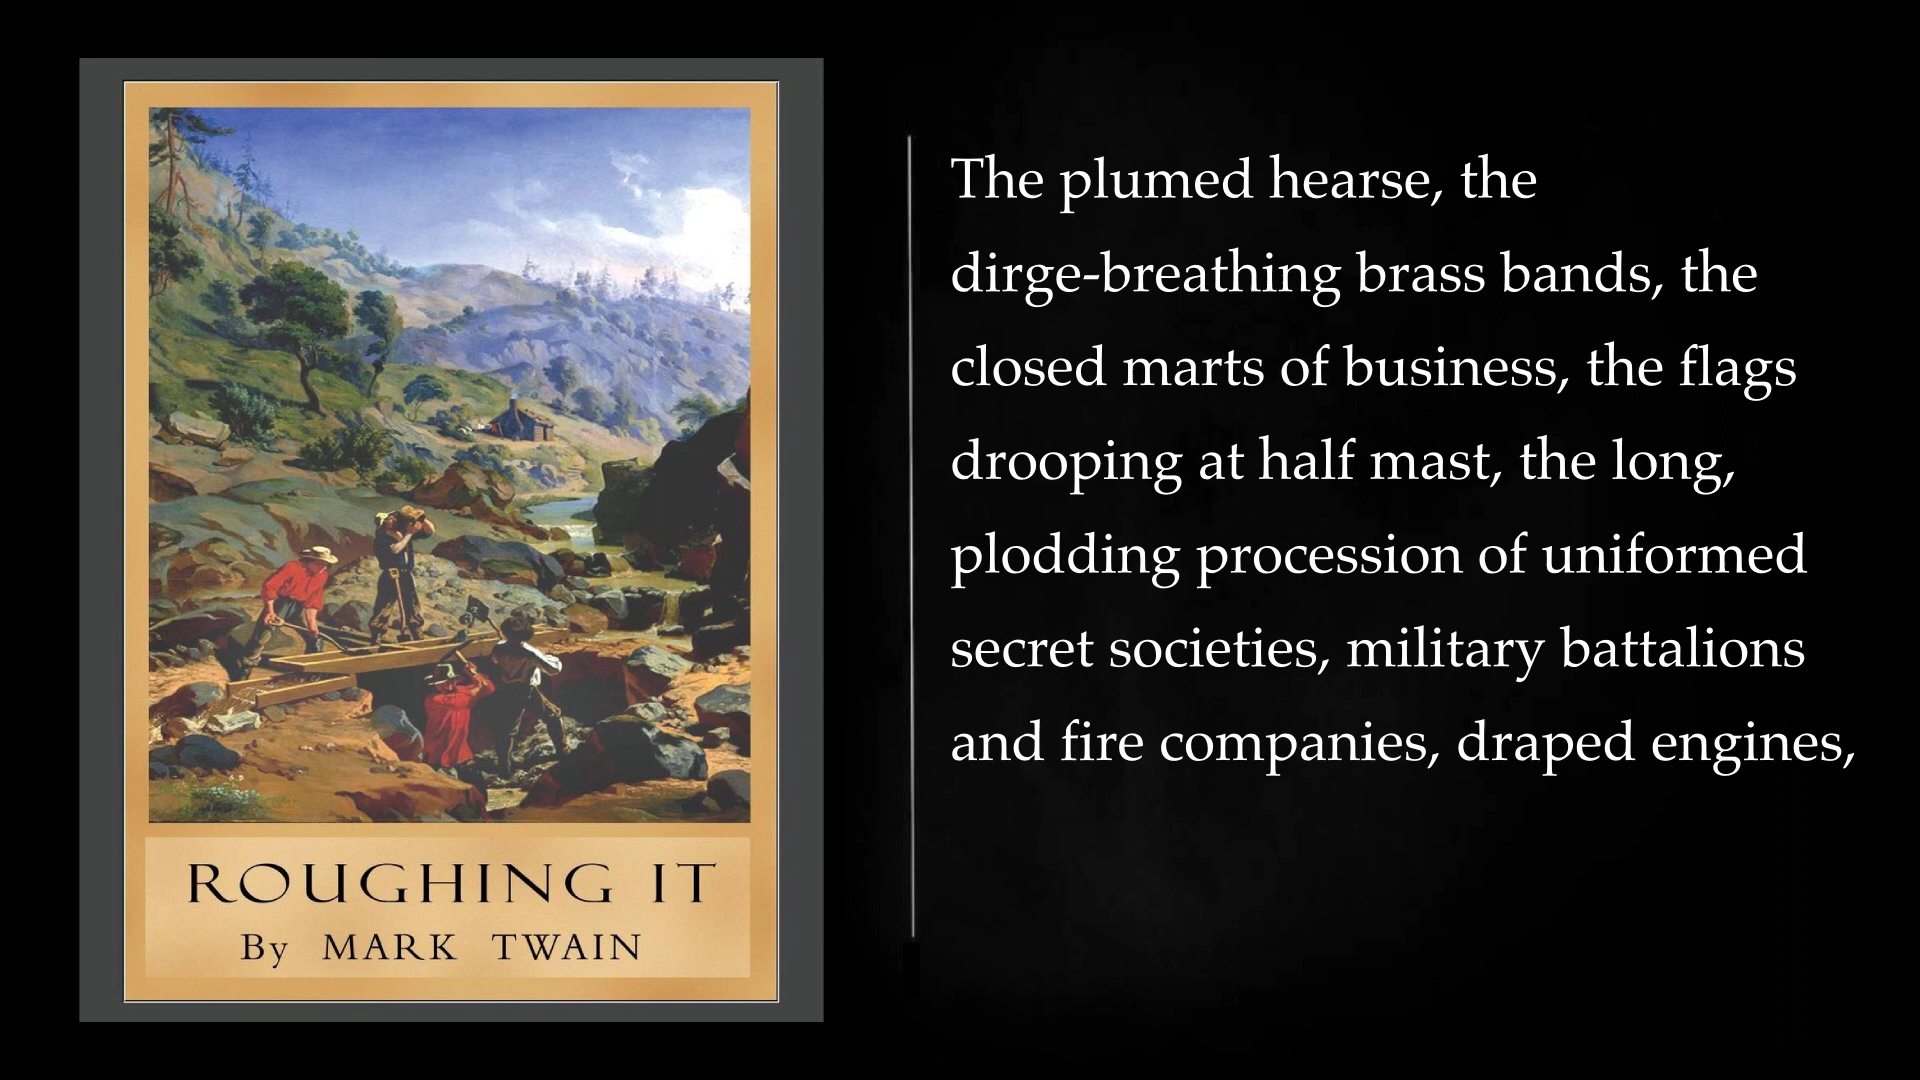 ROUGHING IT
By MARK TWAIN
The plumed hearse, the
dirge-breathing brass bands, the
closed marts of business, the flags
drooping at half mast, the long,
plodding procession of uniformed
secret societies, military battalions
and fire companies, draped engines,